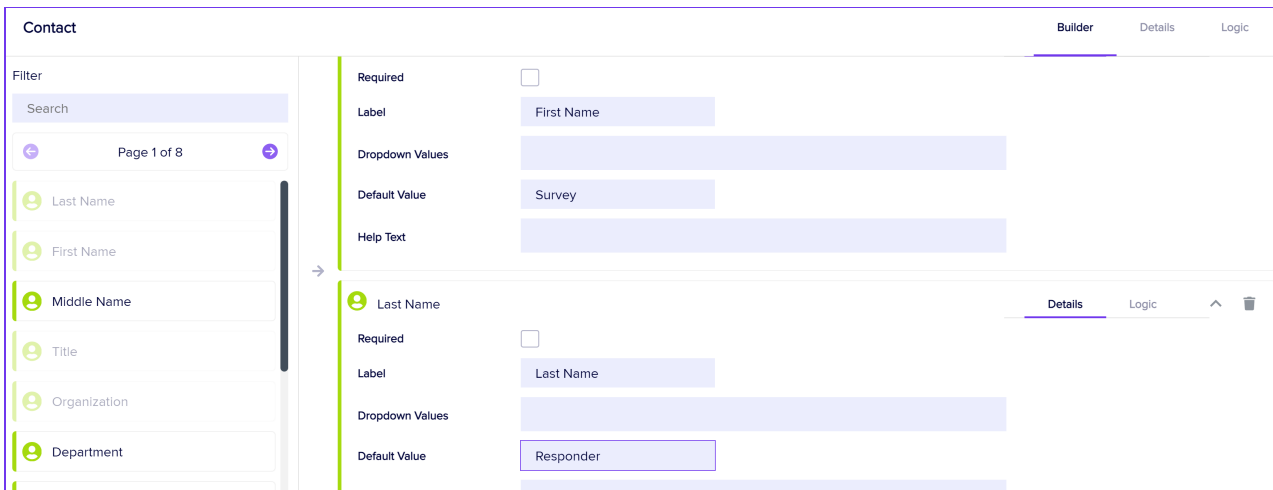 Contact
Builder
Details
Logic
Filter
Search
Page 1 of 8
Last Name
First Name
Middle Name
Title
Organization
Department
Required
Label
First Name
Dropdown Values
Default Value
Survey
Help Text
Last Name
Details
Logic
Required
Label
Last Name
Dropdown Values
Default Value
Responder